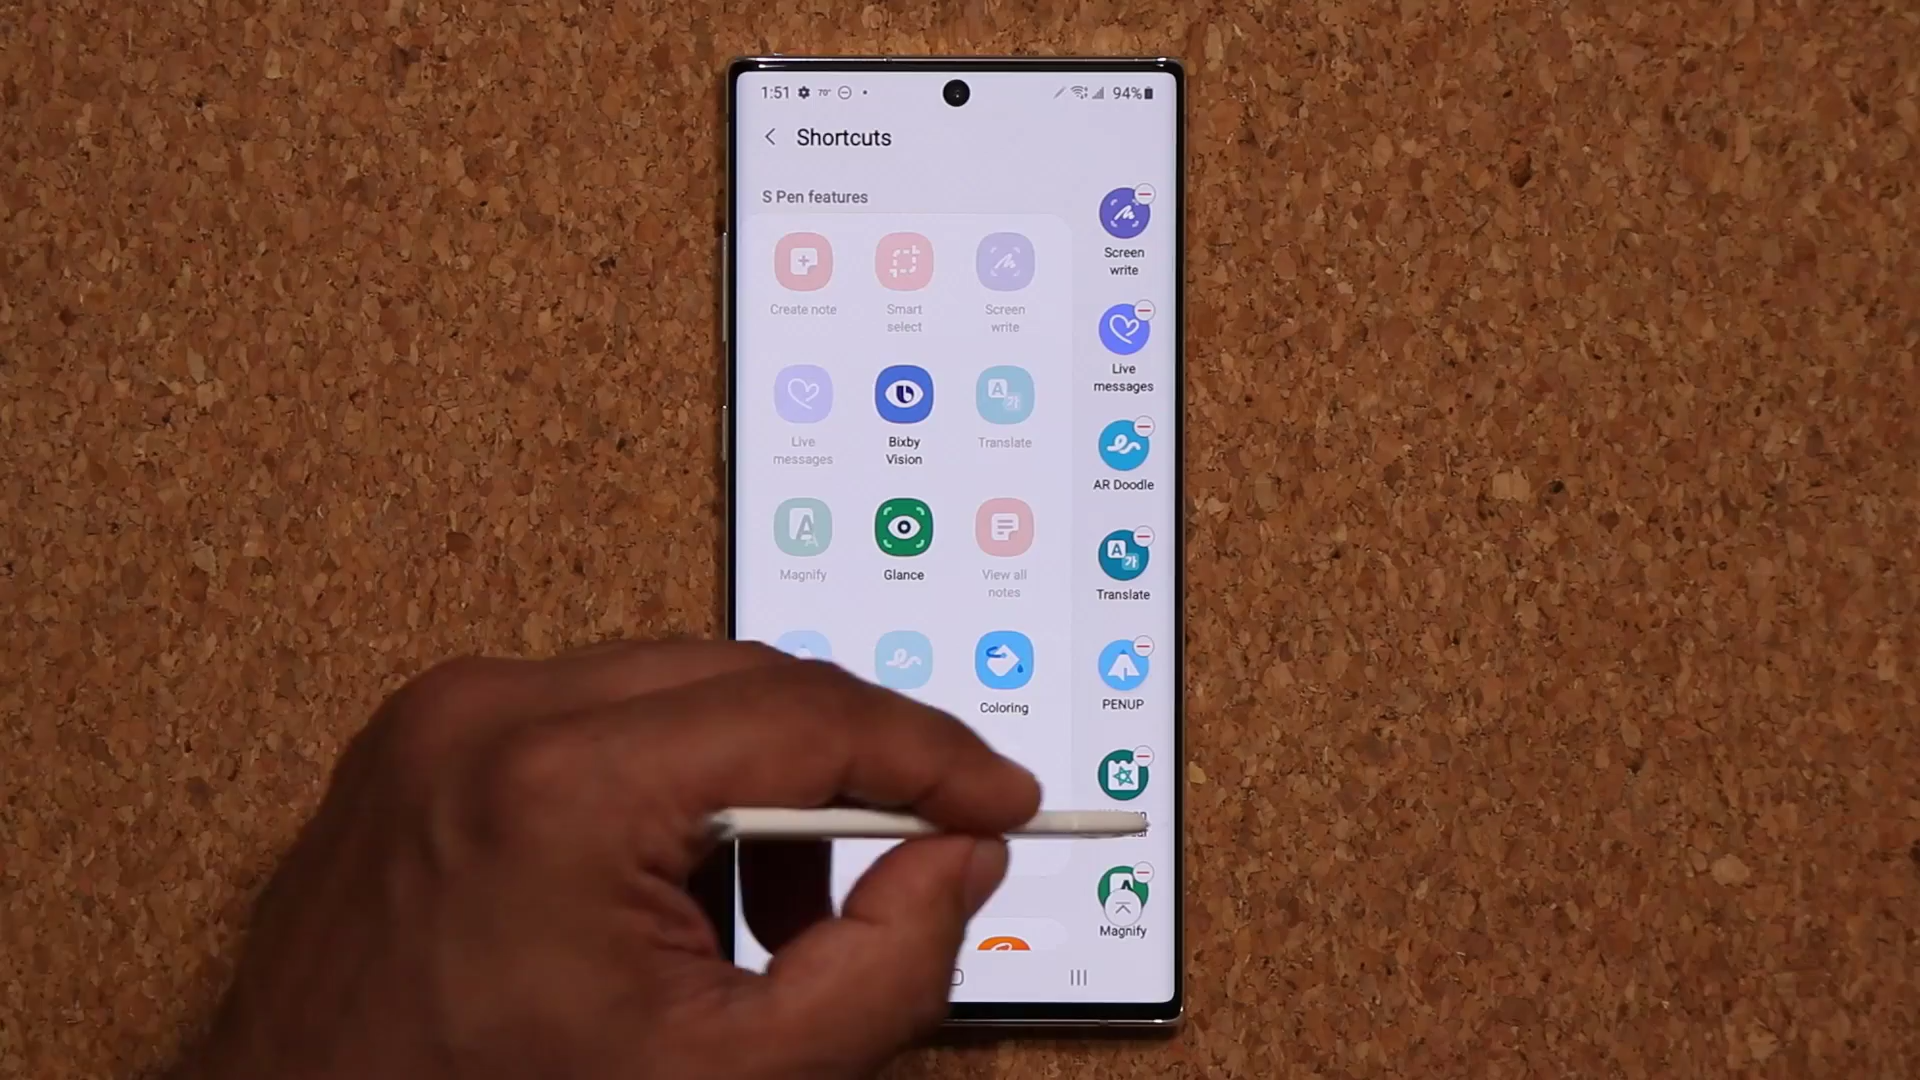 1:51 70° 94%
Shortcuts
S Pen features
Create note
Smart
select
Screen
write
Live
messages
Bixby
Vision
Translate
Magnify
Glance
View all
notes
Coloring
Screen
write
Live
messages
AR Doodle
Translate
PENUP
Magnify